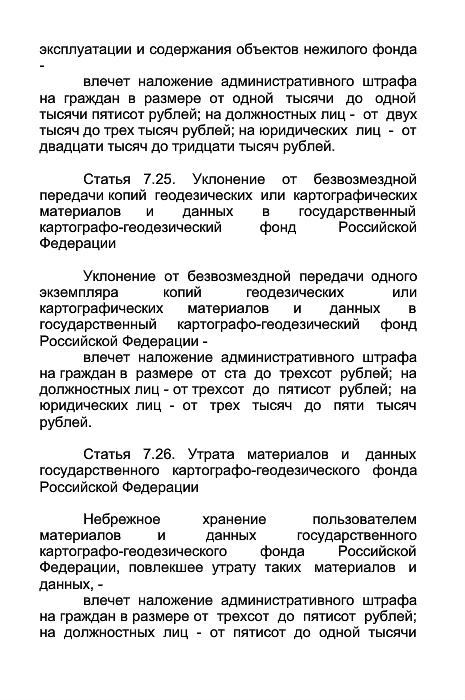 эксплуатации и содержания объектов нежилого фонда
-
влечет наложение административного штрафа
на граждан в размере от одной тысячи до одной
тысячи пятисот рублей; на должностных лиц - от двух
тысяч до трех тысяч рублей; на юридических лиц - от
двадцати тысяч до тридцати тысяч рублей.
Статья 7.25. Уклонение от безвозмездной
передачи копий геодезических или картографических
материалов и данных в государственный
картографо-геодезический фонд Российской
Федерации
Уклонение от безвозмездной передачи одного
экземпляра копий геодезических или
картографических материалов и данных в
государственный картографо-геодезический фонд
Российской Федерации -
влечет наложение административного штрафа
на граждан в размере от ста до трехсот рублей; на
должностных лиц - от трехсот до пятисот рублей; на
юридических лиц - от трех тысяч до пяти тысяч
рублей.
Статья 7.26. Утрата материалов и данных
государственного картографо-геодезического фонда
Российской Федерации
Небрежное хранение пользователем
материалов и данных государственного
картографо-геодезического фонда Российской
Федерации, повлекшее утрату таких материалов и
данных, -
влечет наложение административного штрафа
на граждан в размере от трехсот до пятисот рублей;
на должностных лиц - от пятисот до одной тысячи